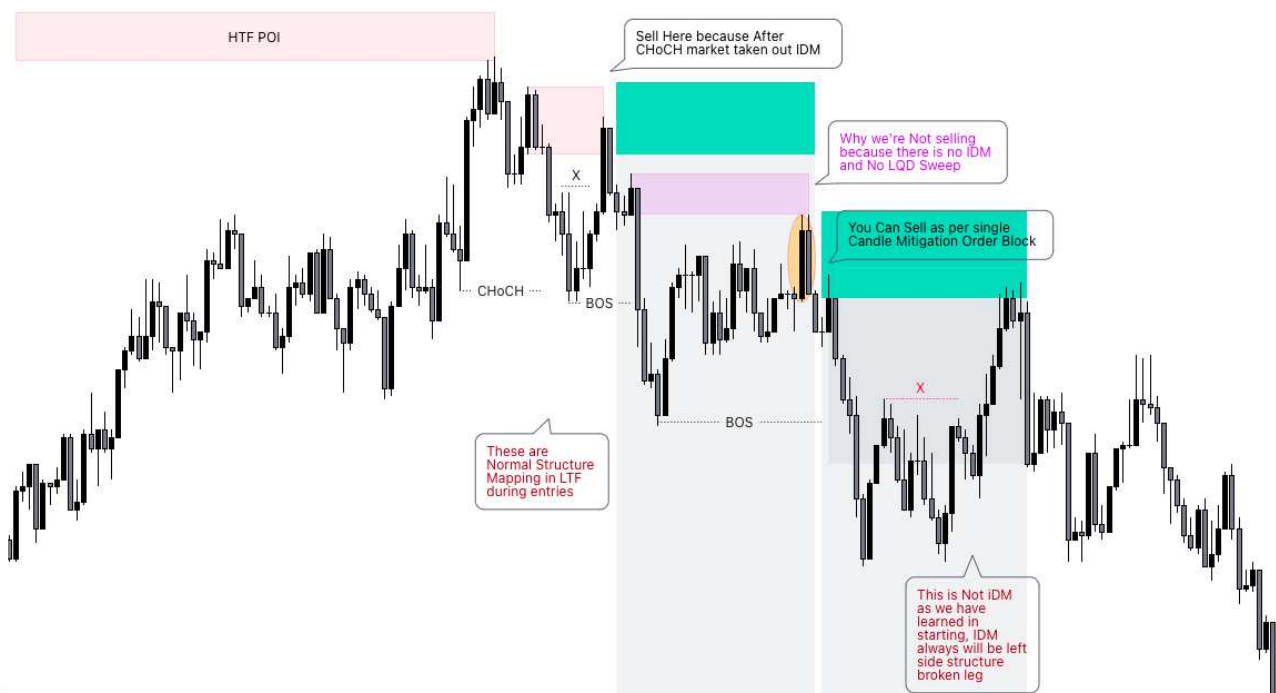 HTF POI
Sell Here because After
CHoCH market taken out IDM
Why we're Not selling
because there is no IDM
and No LQD Sweep
X
You Can Sell as per single
Candle Mitigation Order Block
CHoCH
BOS
X
BOS
These are
Normal Structure
Mapping in LTF
during entries
This is Not iDM
as we have
learned in
starting, IDM
always will be left
side structure
broken leg